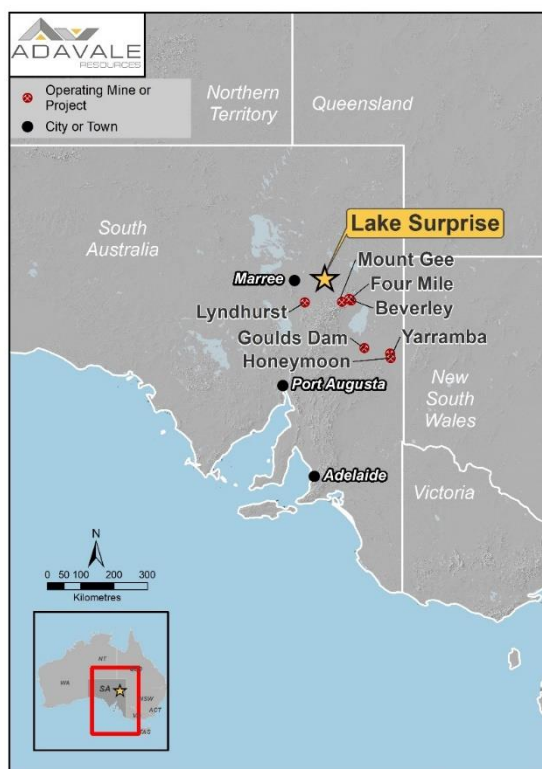 ADAVALE
RESOURCES
Operating Mine or
Project
City or Town
Northern
Territory
Queensland
South
Australia
Lake Surprise
Mount Gee
Marree
Four Mile
Lyndhurst
Beverley
Goulds Dam
Yarramba
Honeymoon
Port Augusta
New
South
Wales
Adelaide
Victoria
N
0 50 100 200 300
Kilometres
NT
WA
SA
NSW
ACT
TAS